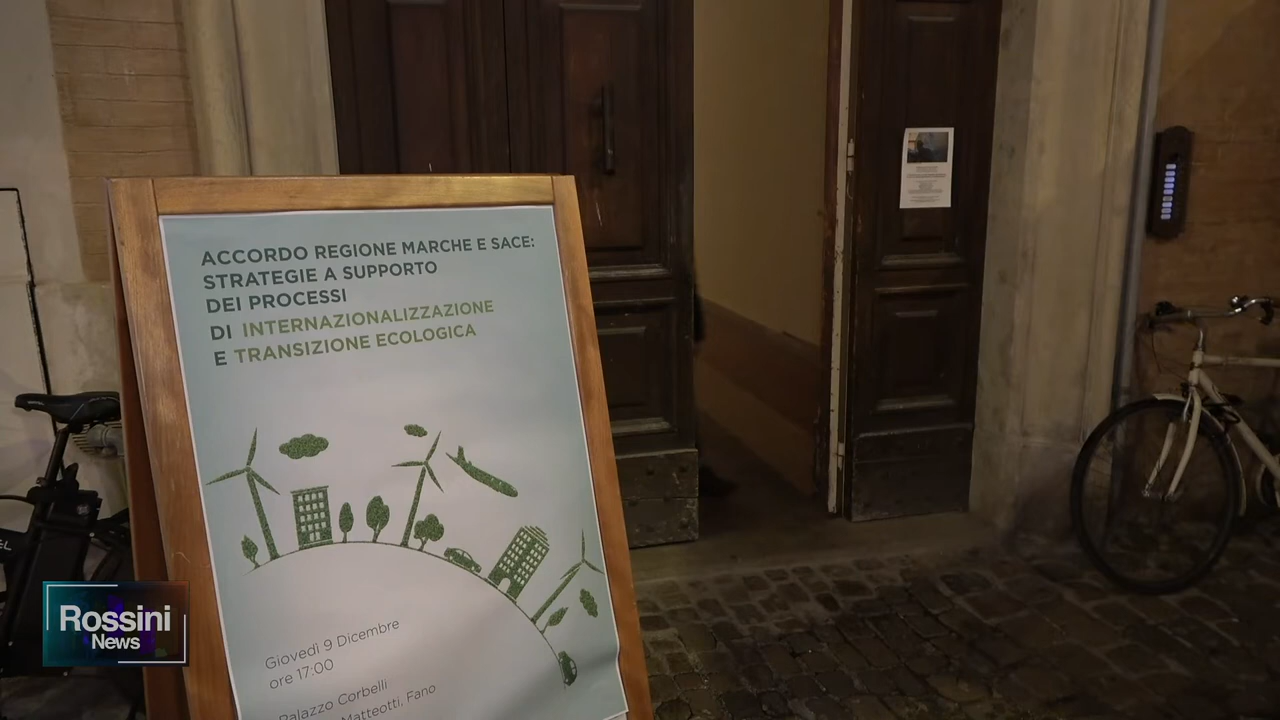 ACCORDO REGIONE MARCHE E SACE:
STRATEGIE A SUPPORTO
DEI PROCESSI
DI INTERNAZIONALIZZAZIONE
E TRANSIZIONE ECOLOGICA
Giovedì 9 Dicembre
ore 17:00
Palazzo Corbelli
Matteotti, Fano
Rossini
News